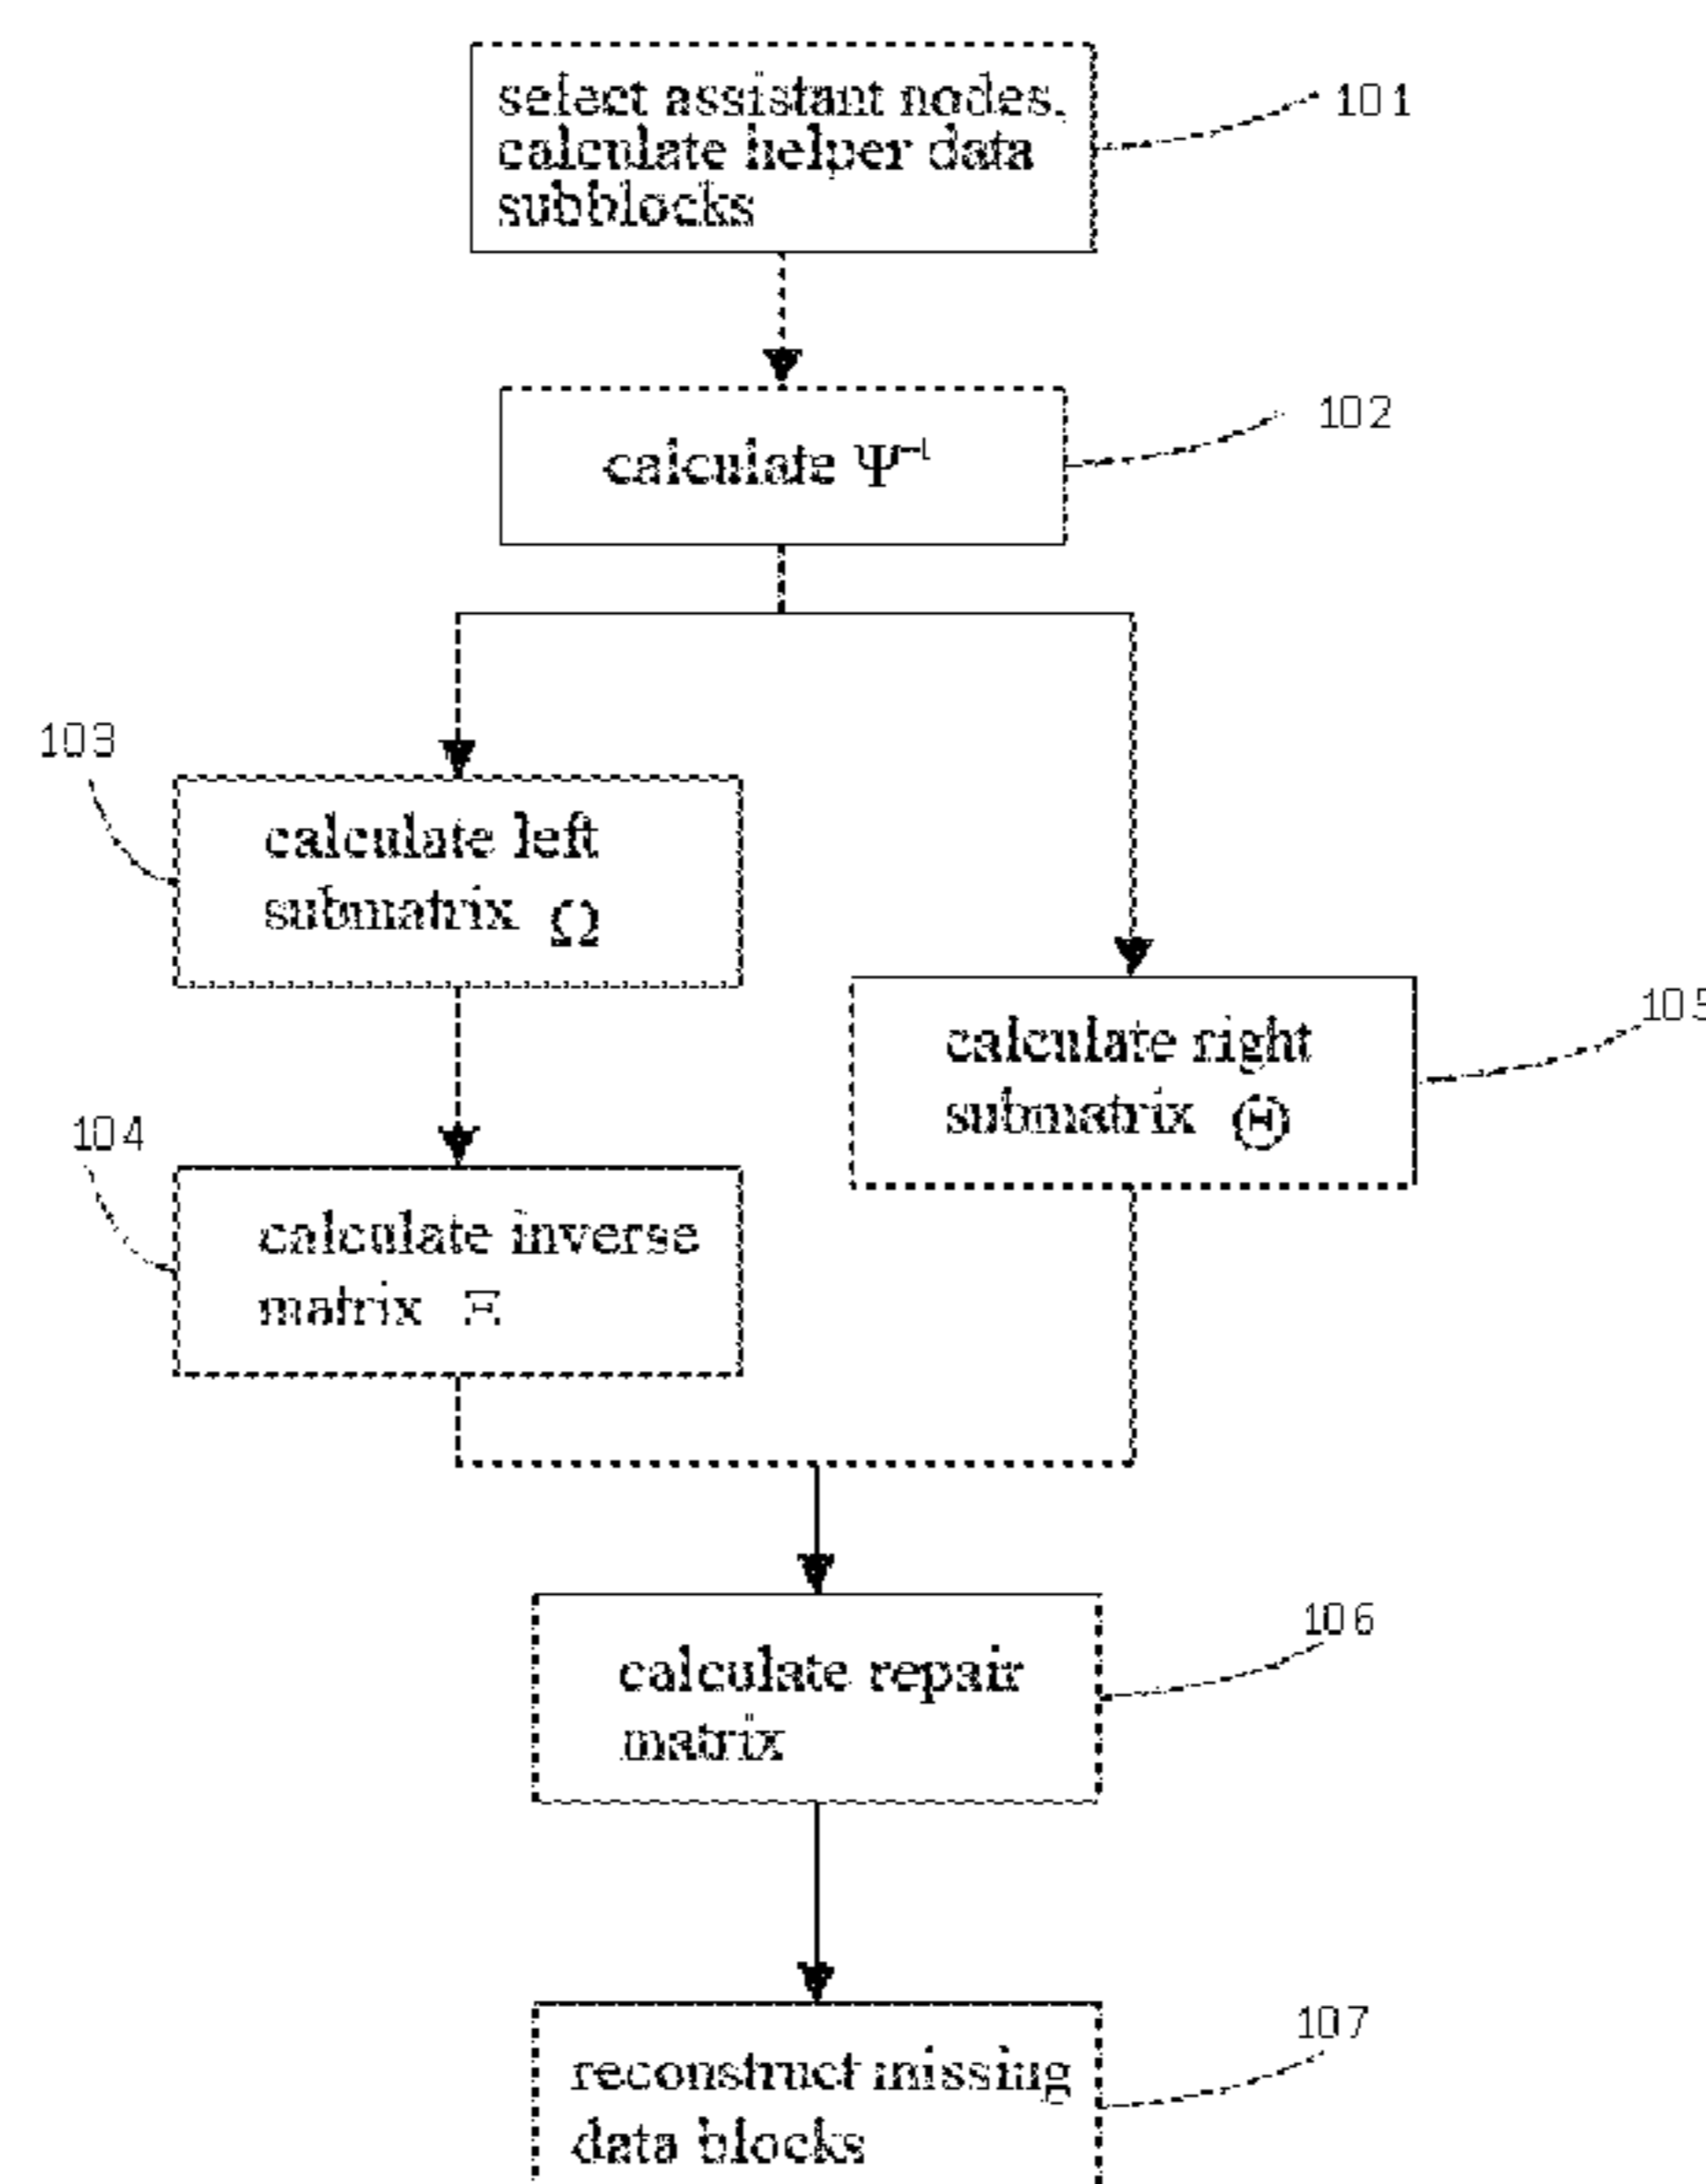 select assistant nodes,
calculate helper data
subblocks
101
calculate Ψ⁻¹
102
103
calculate left
submatrix Ω
calculate right
submatrix Θ
105
104
calculate inverse
matrix Ξ
calculate repair
matrix
106
reconstruct missing
data blocks
107